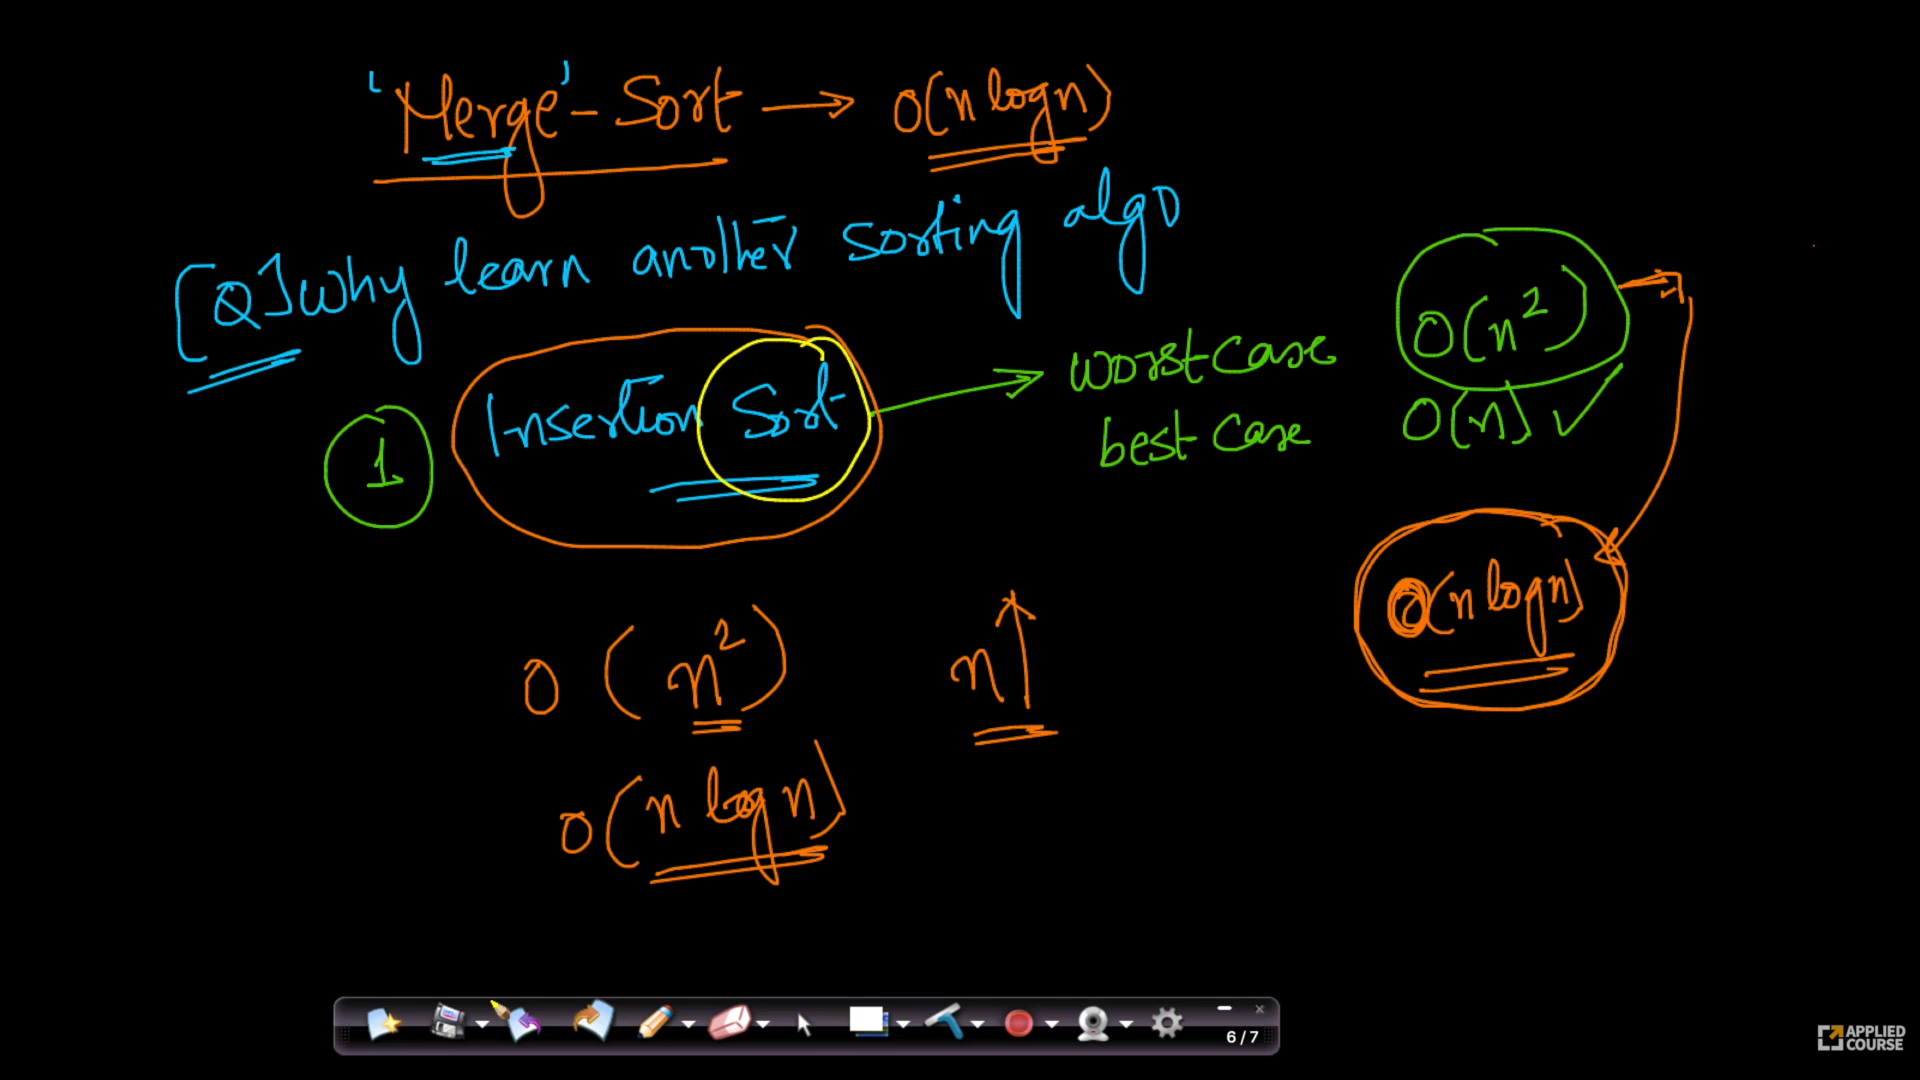 'Merge' - Sort → O(n log n)
[Q] Why learn another sorting algo
1 Insertion Sort → worst case O(n²)
best case O(n) ✓
O(n log n)
O (n²) n↑
O(n log n)
6 / 7
APPLIED
COURSE